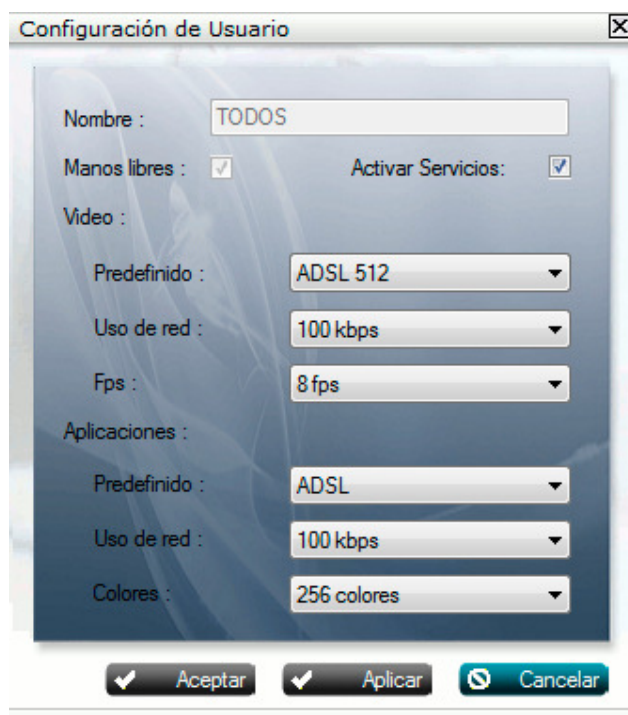 Configuración de Usuario
Nombre : TODOS
Manos libres : Activar Servicios:
Video :
Predefinido : ADSL 512
Uso de red : 100 kbps
Fps : 8 fps
Aplicaciones :
Predefinido : ADSL
Uso de red : 100 kbps
Colores : 256 colores
Aceptar Aplicar Cancelar